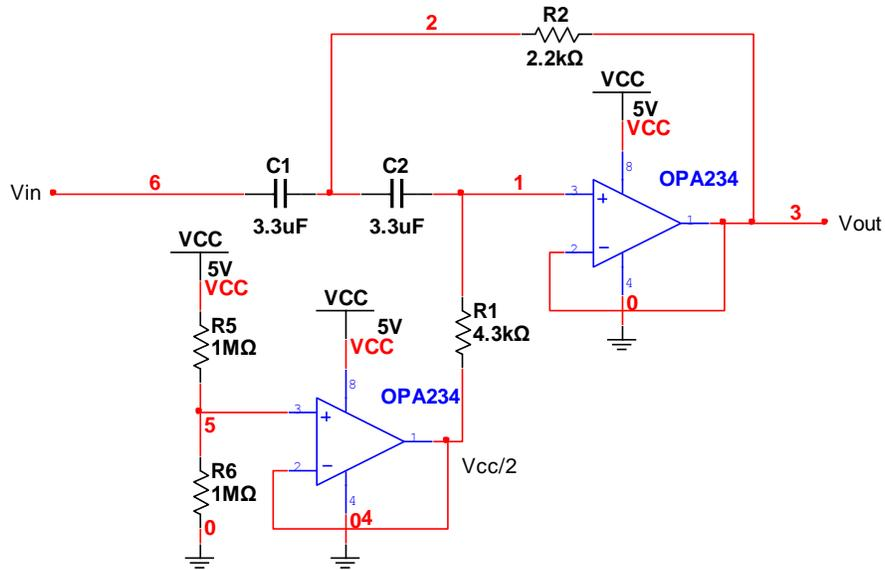 2
R2
2.2kΩ
VCC
5V
VCC
8
OPA234
C1
C2
Vin
6
1
3
+
3.3uF
3.3uF
1
3
Vout
2
−
4
0
VCC
5V
VCC
R5
1MΩ
VCC
5V
VCC
R1
4.3kΩ
8
OPA234
3
+
5
1
Vcc/2
2
−
R6
1MΩ
4
0
04